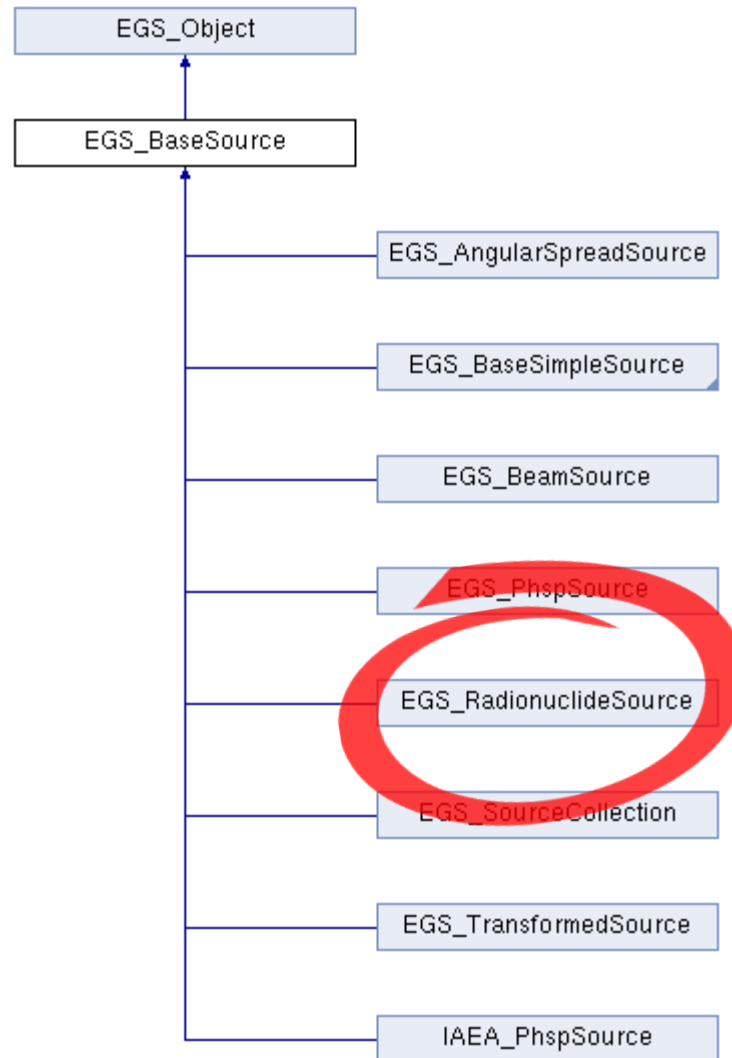 EGS_Object
EGS_BaseSource
EGS_AngularSpreadSource
EGS_BaseSimpleSource
EGS_BeamSource
EGS_PhspSource
EGS_RadionuclideSource
EGS_SourceCollection
EGS_TransformedSource
IAEA_PhspSource